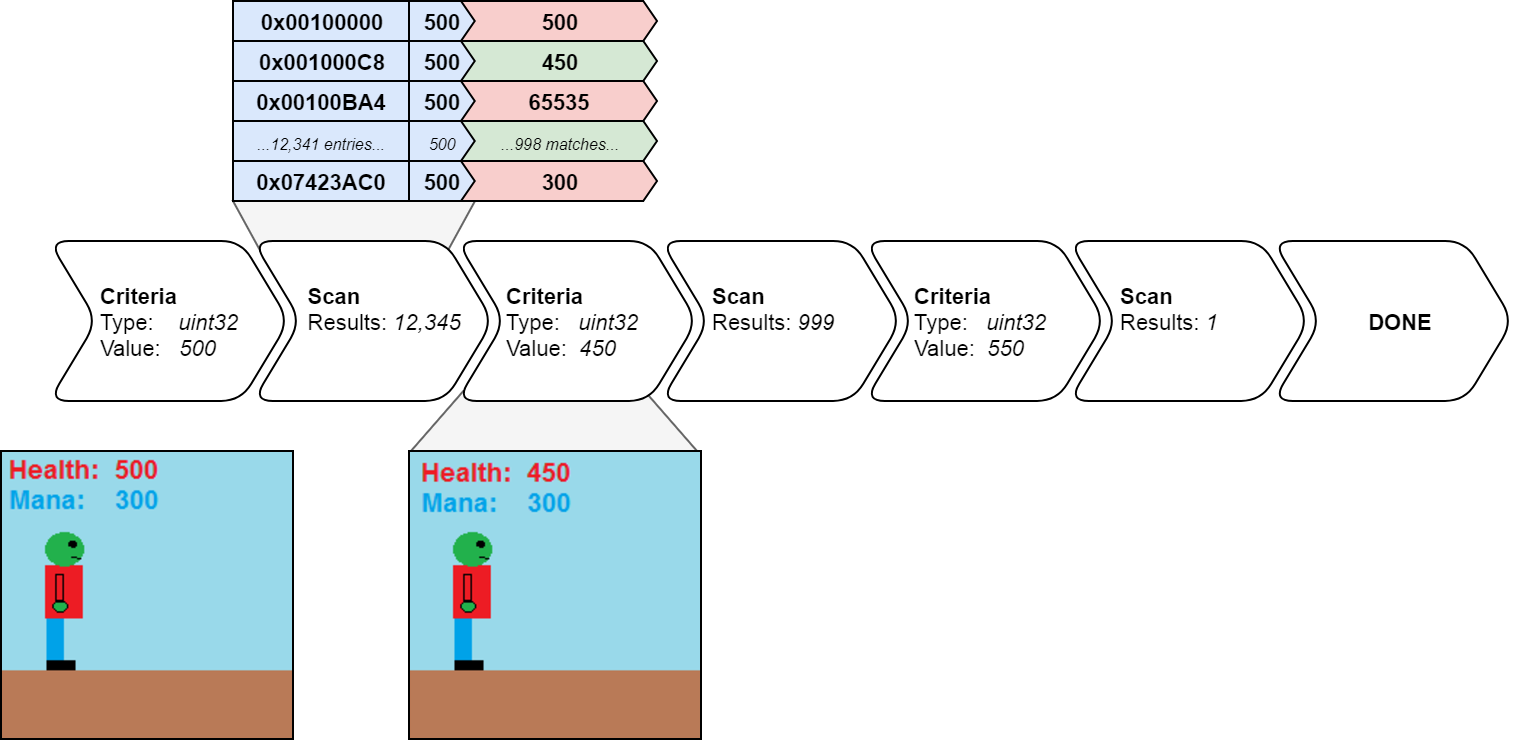 0x00100000 500 500
0x001000C8 500 450
0x00100BA4 500 65535
...12,341 entries... 500 ...998 matches...
0x07423AC0 500 300
Criteria
Type: uint32
Value: 500
Scan
Results: 12,345
Criteria
Type: uint32
Value: 450
Scan
Results: 999
Criteria
Type: uint32
Value: 550
Scan
Results: 1
DONE
Health: 500
Mana: 300
Health: 450
Mana: 300